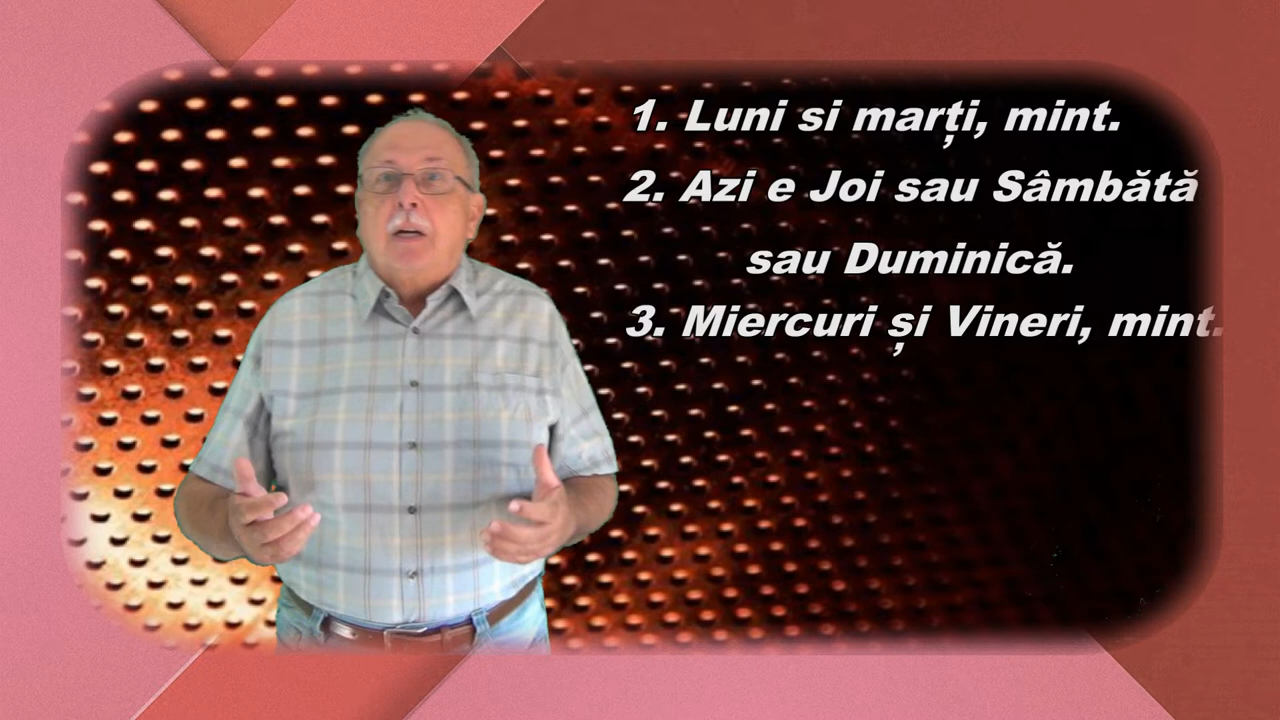 1. Luni si marți, mint.
2. Azi e Joi sau Sâmbătă
sau Duminică.
3. Miercuri și Vineri, mint.